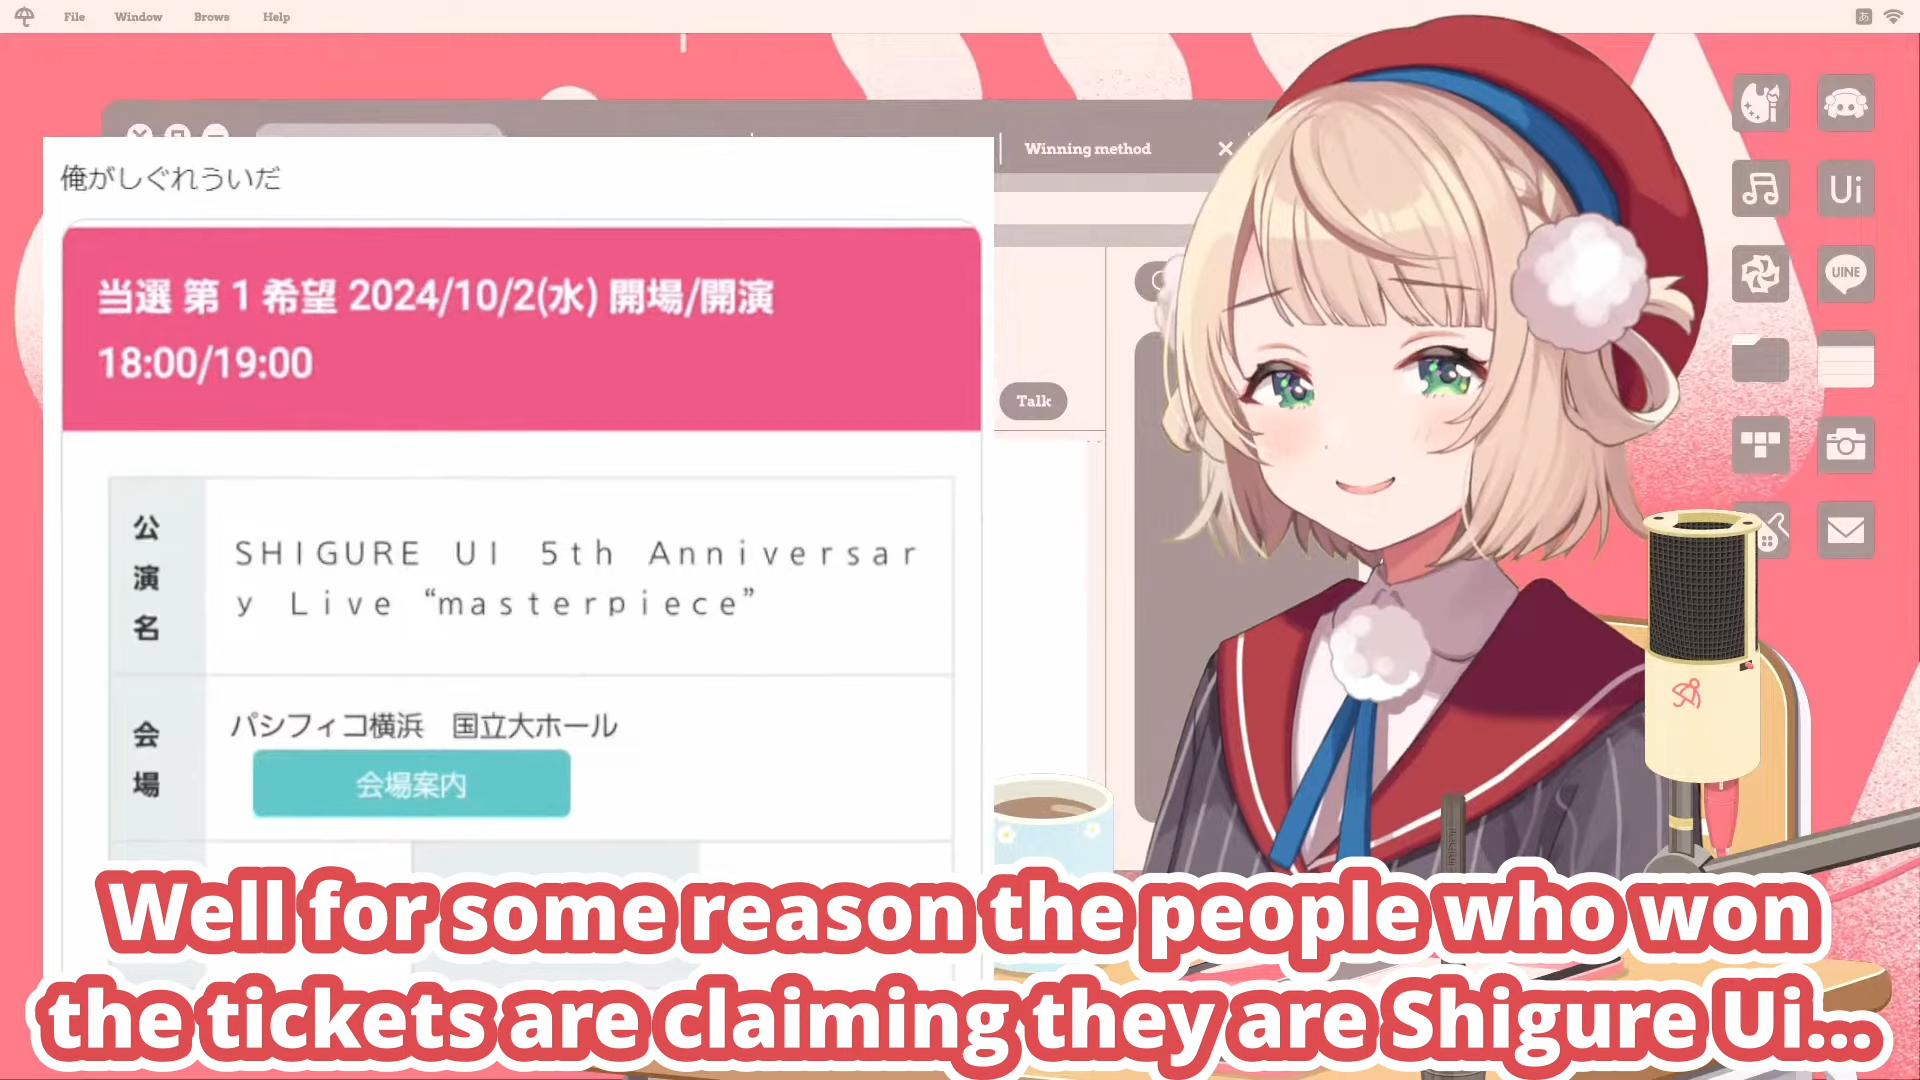 File Window Brows Help
あ
Winning method
俺がしぐれういだ
当選 第 1 希望 2024/10/2(水) 開場/開演
18:00/19:00
Ui
UINE
Talk
公演名
SHIGURE UI 5th Anniversar
y Live “masterpiece”
会場
パシフィコ横浜 国立大ホール
会場案内
Well for some reason the people who won
the tickets are claiming they are Shigure Ui...